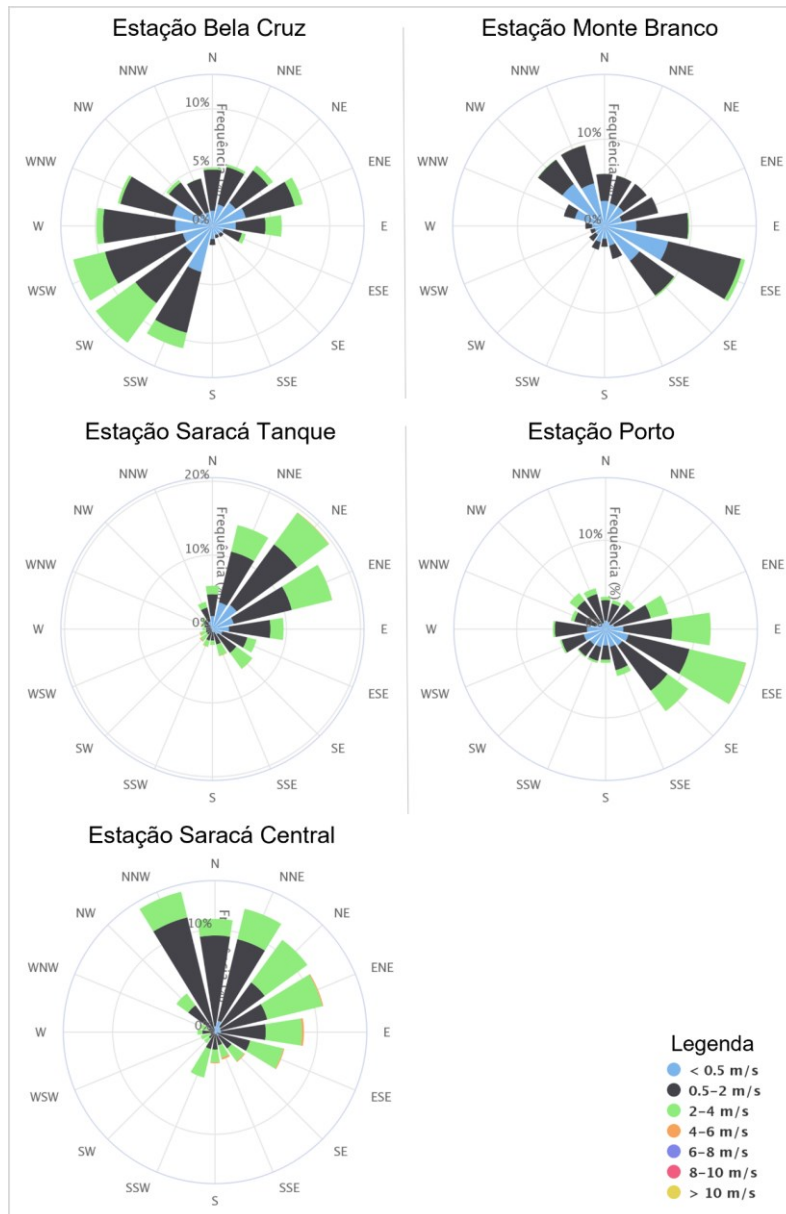 Estação Bela Cruz
N
NNE
NE
ENE
E
ESE
SE
SSE
S
SSW
SW
WSW
W
WNW
NW
NNW
10%
5%
0%
Estação Monte Branco
N
NNE
NE
ENE
E
ESE
SE
SSE
S
SSW
SW
WSW
W
WNW
NW
NNW
10%
0%
Estação Saracá Tanque
N
NNE
NE
ENE
E
ESE
SE
SSE
S
SSW
SW
WSW
W
WNW
NW
NNW
20%
10%
0%
Estação Porto
N
NNE
NE
ENE
E
ESE
SE
SSE
S
SSW
SW
WSW
W
WNW
NW
NNW
10%
Frequência (%)
Estação Saracá Central
N
NNE
NE
ENE
E
ESE
SE
SSE
S
SSW
SW
WSW
W
WNW
NW
NNW
10%
0%
Legenda
< 0.5 m/s
0.5–2 m/s
2–4 m/s
4–6 m/s
6–8 m/s
8–10 m/s
> 10 m/s